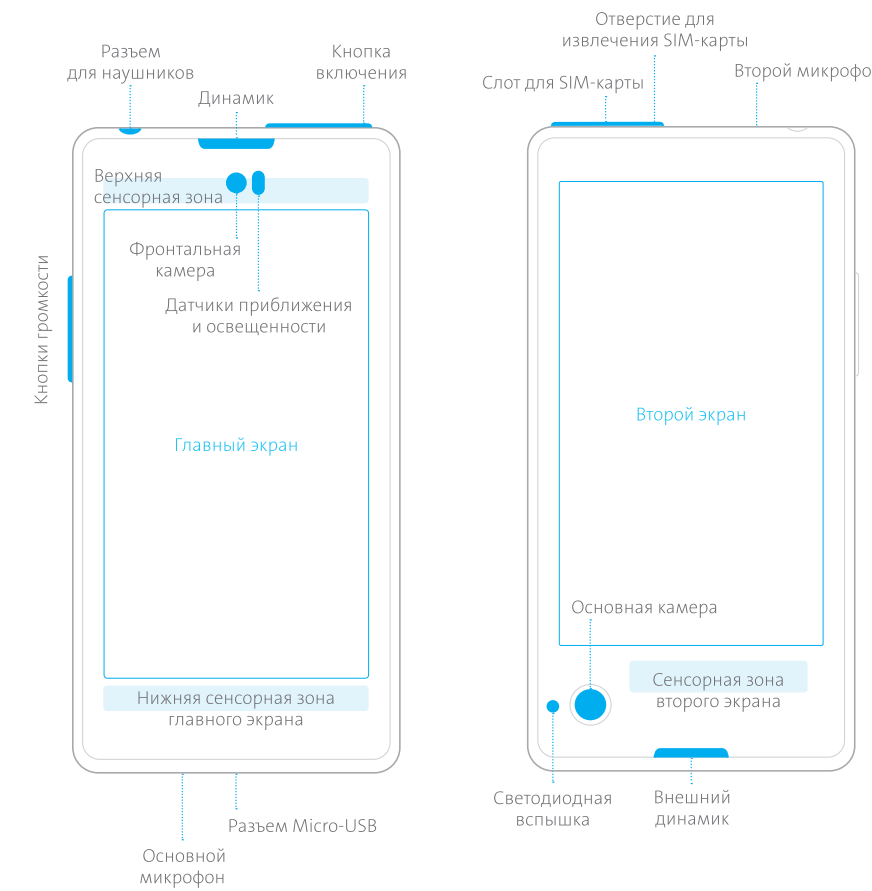 Разъем
для наушников
Динамик
Кнопка
включения
Верхняя
сенсорная зона
Фронтальная
камера
Датчики приближения
и освещенности
Кнопки громкости
Главный экран
Нижняя сенсорная зона
главного экрана
Разъем Micro-USB
Основной
микрофон
Отверстие для
извлечения SIM-карты
Слот для SIM-карты
Второй микрофо
Второй экран
Основная камера
Сенсорная зона
второго экрана
Светодиодная
вспышка
Внешний
динамик